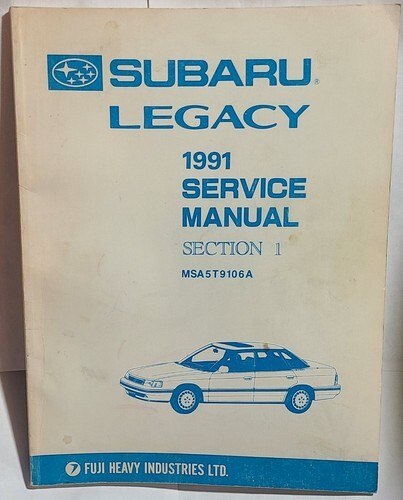 SUBARU®
LEGACY
1991
SERVICE
MANUAL
SECTION 1
MSA5T9106A
FUJI HEAVY INDUSTRIES LTD.